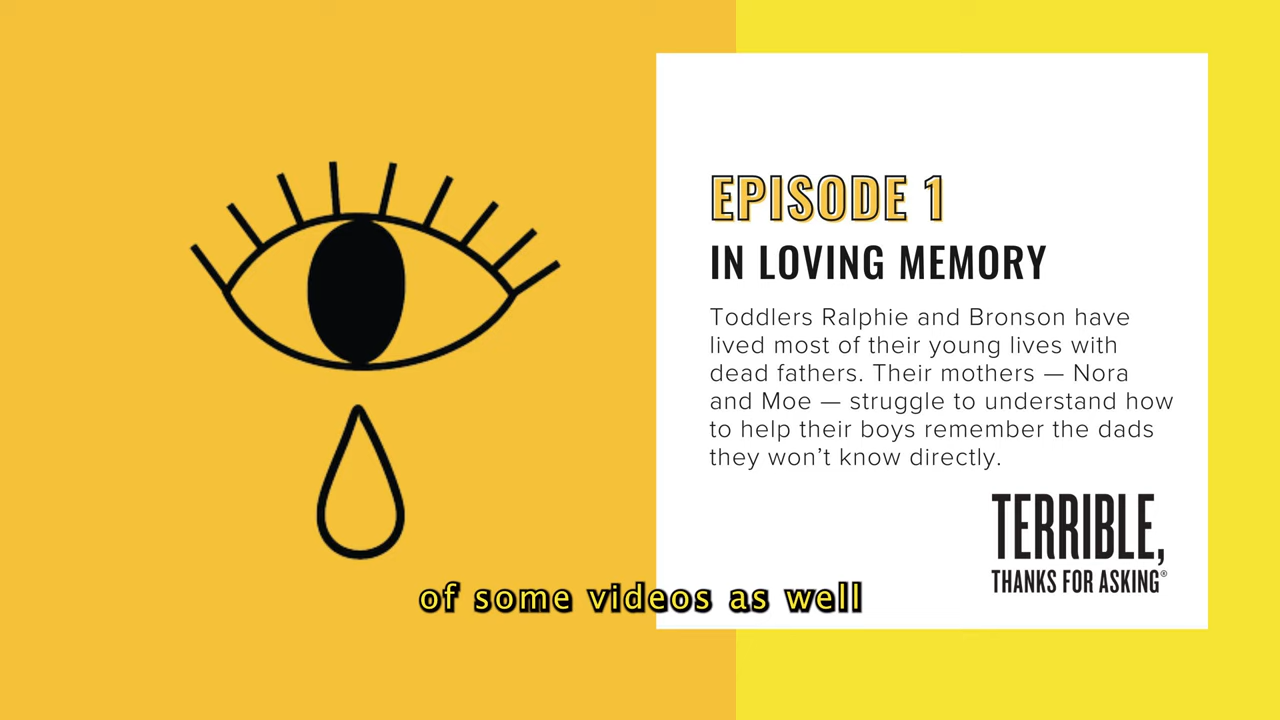 EPISODE 1
IN LOVING MEMORY
Toddlers Ralphie and Bronson have
lived most of their young lives with
dead fathers. Their mothers — Nora
and Moe — struggle to understand how
to help their boys remember the dads
they won’t know directly.
TERRIBLE,
THANKS FOR ASKING®
of some videos as well